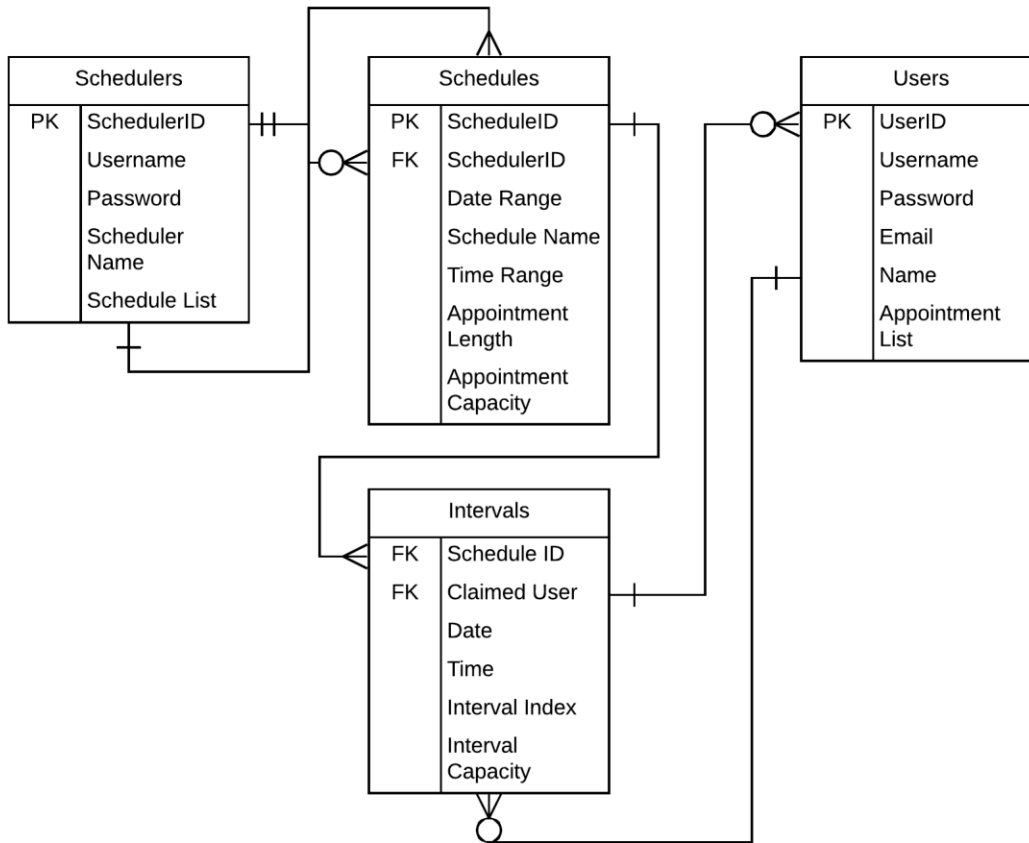 Schedulers
PK SchedulerID
Username
Password
Scheduler
Name
Schedule List
Schedules
PK ScheduleID
FK SchedulerID
Date Range
Schedule Name
Time Range
Appointment
Length
Appointment
Capacity
Users
PK UserID
Username
Password
Email
Name
Appointment
List
Intervals
FK Schedule ID
FK Claimed User
Date
Time
Interval Index
Interval
Capacity